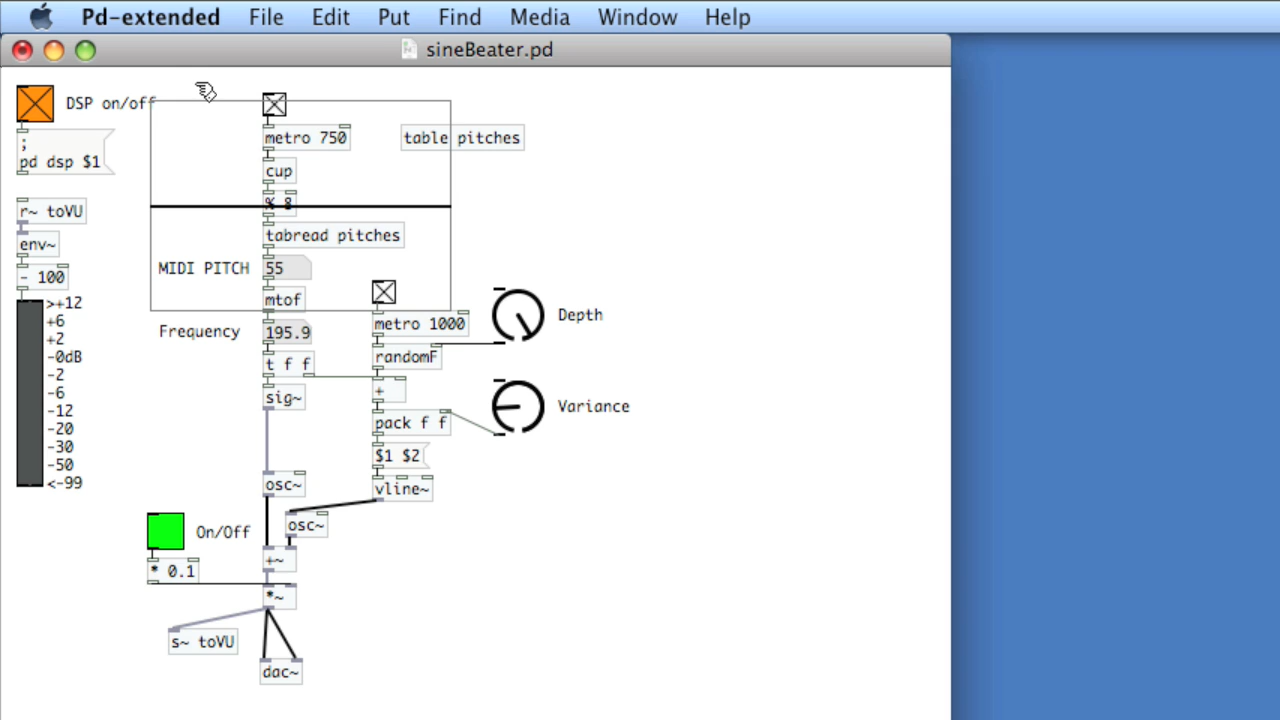 Pd-extended File Edit Put Find Media Window Help
sineBeater.pd
DSP on/off
;
pd dsp $1
r~ toVU
env~
- 100
>+12
+6
+2
-0dB
-2
-6
-12
-20
-30
-50
<-99
metro 750
table pitches
cup
% 8
tabread pitches
MIDI PITCH
55
mtof
Frequency
195.9
t f f
sig~
metro 1000
randomF
+
pack f f
$1 $2
vline~
Depth
Variance
osc~
osc~
On/Off
* 0.1
+~
*~
s~ toVU
dac~